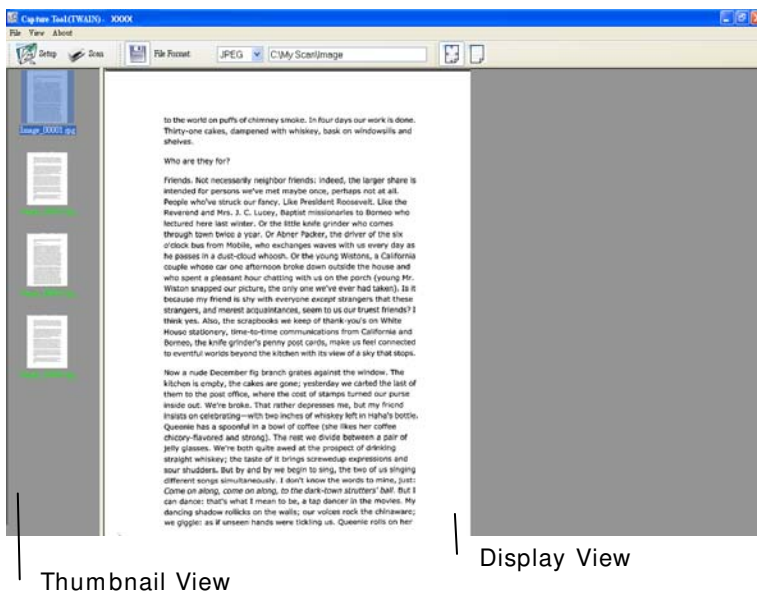 Capture Tool(TWAIN) - XXXX
File View About
Setup Scan File Format JPEG C:\My Scan\Image
Image_00001.jpg
to the world on puffs of chimney smoke. In four days our work is done.
Thirty-one cakes, dampened with whiskey, bask on windowsills and
shelves.
Who are they for?
Friends. Not necessarily neighbor friends: indeed, the larger share is
intended for persons we've met maybe once, perhaps not at all.
People who've struck our fancy. Like President Roosevelt. Like the
Reverend and Mrs. J. C. Lucey, Baptist missionaries to Borneo who
lectured here last winter. Or the little knife grinder who comes
through town twice a year. Or Abner Packer, the driver of the six
o'clock bus from Mobile, who exchanges waves with us every day as
he passes in a dust-cloud whoosh. Or the young Wistons, a California
couple whose car one afternoon broke down outside the house and
who spent a pleasant hour chatting with us on the porch (young Mr.
Wiston snapped our picture, the only one we've ever had taken). Is it
because my friend is shy with everyone except strangers that these
strangers, and merest acquaintances, seem to us our truest friends? I
think yes. Also, the scrapbooks we keep of thank-you's on White
House stationery, time-to-time communications from California and
Borneo, the knife grinder's penny post cards, make us feel connected
to eventful worlds beyond the kitchen with its view of a sky that stops.
Now a nude December fig branch grates against the window. The
kitchen is empty, the cakes are gone; yesterday we carted the last of
them to the post office, where the cost of stamps turned our purse
inside out. We're broke. That rather depresses me, but my friend
insists on celebrating—with two inches of whiskey left in Haha's bottle.
Queenie has a spoonful in a bowl of coffee (she likes her coffee
chicory-flavored and strong). The rest we divide between a pair of
jelly glasses. We're both quite awed at the prospect of drinking
straight whiskey; the taste of it brings screwedup expressions and
sour shudders. But by and by we begin to sing, the two of us singing
different songs simultaneously. I don't know the words to mine, just:
Come on along, come on along, to the dark-town strutters' ball. But I
can dance: that's what I mean to be, a tap dancer in the movies. My
dancing shadow rollicks on the walls; our voices rock the chinaware;
we giggle: as if unseen hands were tickling us. Queenie rolls on her
Display View
Thumbnail View